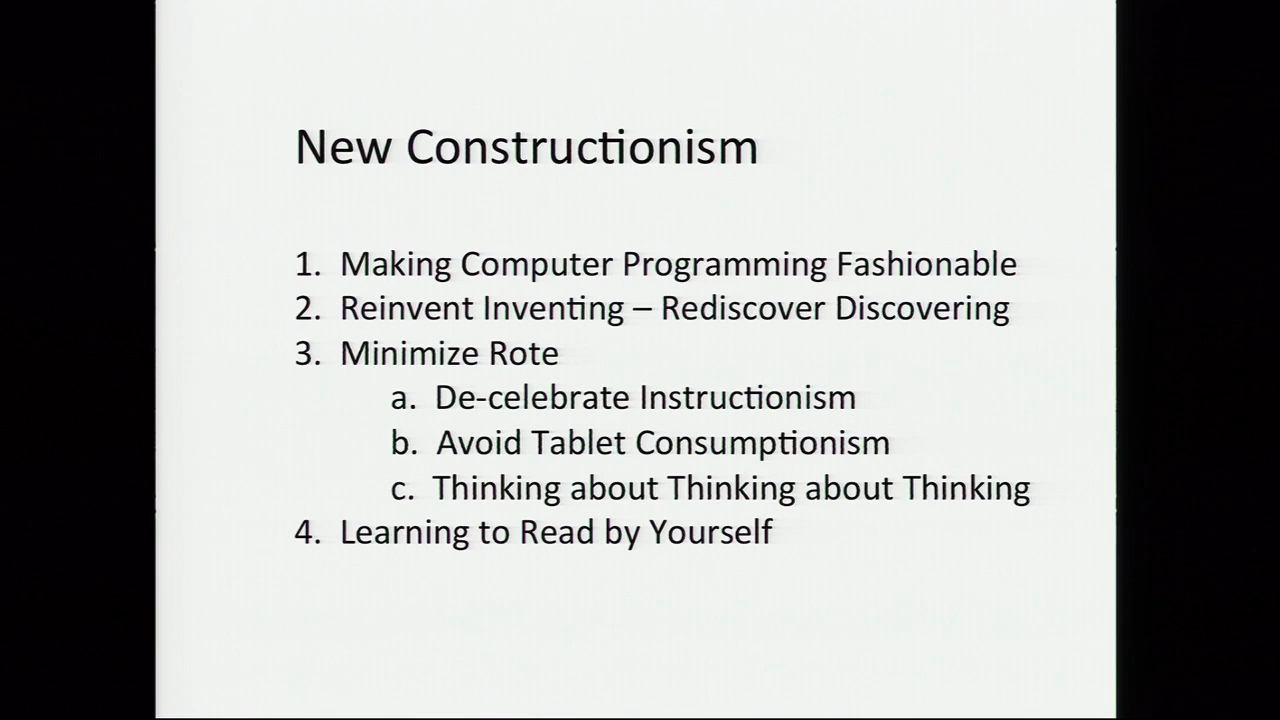 New Constructionism
1. Making Computer Programming Fashionable
2. Reinvent Inventing – Rediscover Discovering
3. Minimize Rote
a. De-celebrate Instructionism
b. Avoid Tablet Consumptionism
c. Thinking about Thinking about Thinking
4. Learning to Read by Yourself